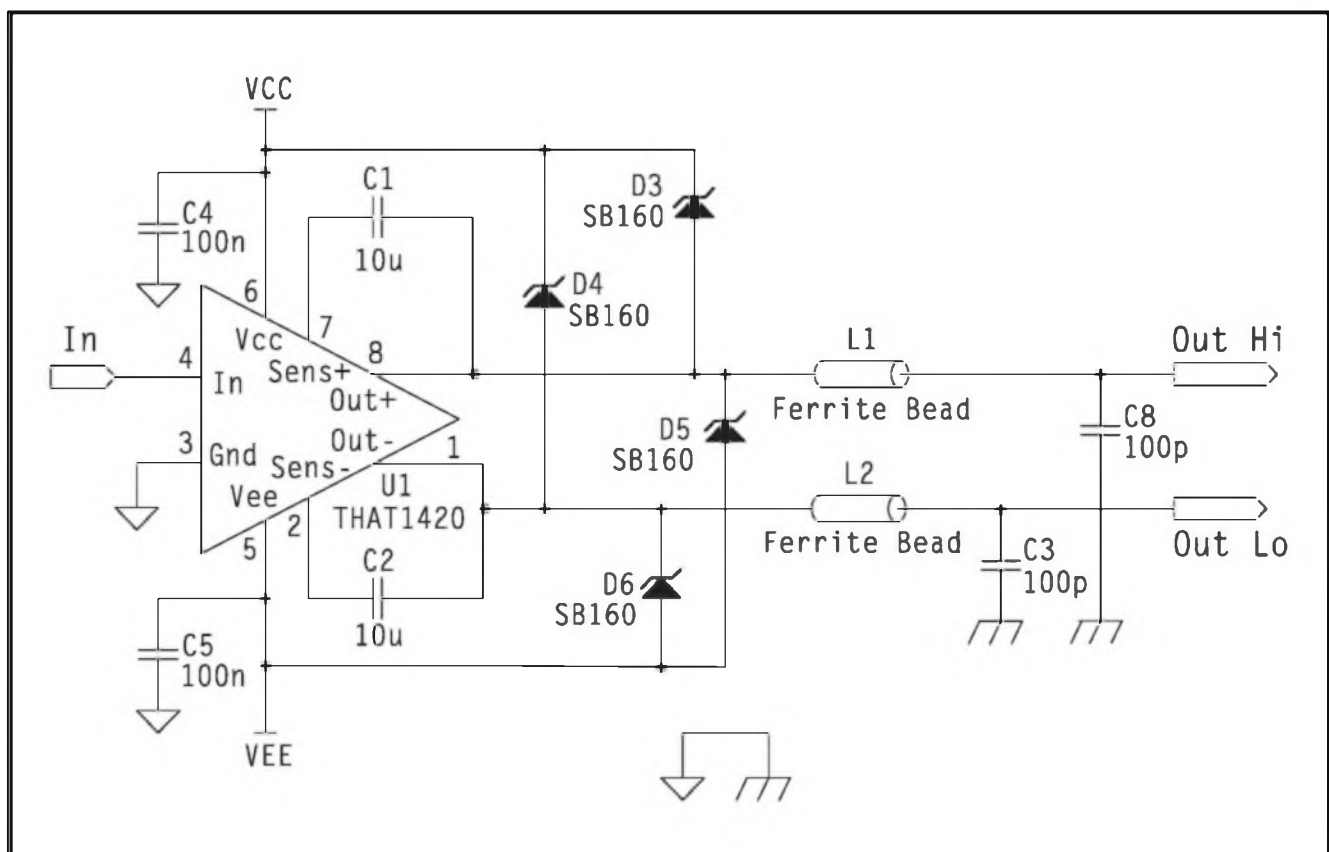 VCC
C4
100n
C1
10u
D3
SB160
D4
SB160
6
7
Vcc
In
4
In
Sens+
8
Out+
L1
Ferrite Bead
Out Hi
3
Gnd
Out-
Sens-
1
Vee
U1
THAT1420
D5
SB160
C8
100p
L2
Ferrite Bead
Out Lo
5
2
C2
10u
D6
SB160
C3
100p
C5
100n
VEE